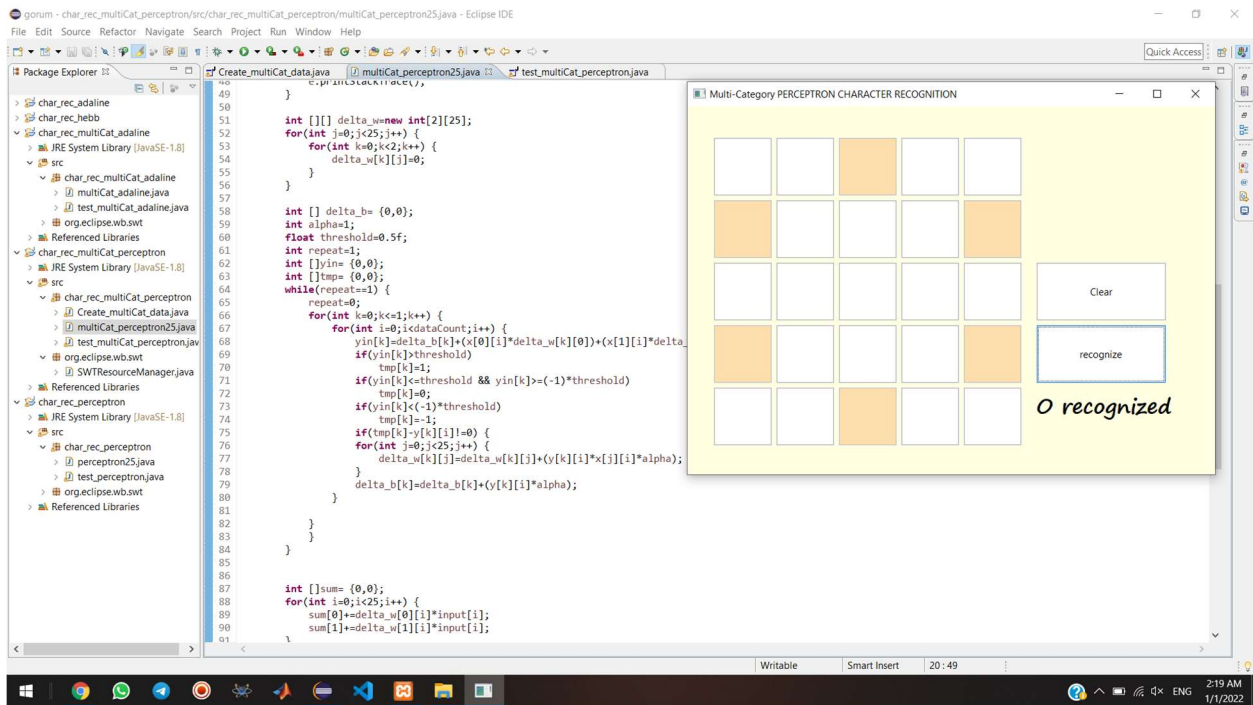 gorum - char_rec_multiCat_perceptron/src/char_rec_multiCat_perceptron/multiCat_perceptron25.java - Eclipse IDE
File Edit Source Refactor Navigate Search Project Run Window Help
Quick Access
Package Explorer
char_rec_adaline
char_rec_hebb
char_rec_multiCat_adaline
JRE System Library [JavaSE-1.8]
src
char_rec_multiCat_adaline
multiCat_adaline.java
test_multiCat_adaline.java
org.eclipse.wb.swt
Referenced Libraries
char_rec_multiCat_perceptron
JRE System Library [JavaSE-1.8]
src
char_rec_multiCat_perceptron
Create_multiCat_data.java
multiCat_perceptron25.java
test_multiCat_perceptron.jav
org.eclipse.wb.swt
SWTResourceManager.java
Referenced Libraries
char_rec_perceptron
JRE System Library [JavaSE-1.8]
src
char_rec_perceptron
perceptron25.java
test_perceptron.java
org.eclipse.wb.swt
Referenced Libraries
Create_multiCat_data.java multiCat_perceptron25.java test_multiCat_perceptron.java
48 e.printStackTrace();
49 }
50
51 int [][] delta_w=new int[2][25];
52 for(int j=0;j<25;j++) {
53 for(int k=0;k<2;k++) {
54 delta_w[k][j]=0;
55 }
56 }
57
58 int [] delta_b= {0,0};
59 int alpha=1;
60 float threshold=0.5f;
61 int repeat=1;
62 int []yin= {0,0};
63 int []tmp= {0,0};
64 while(repeat==1) {
65 repeat=0;
66 for(int k=0;k<=1;k++) {
67 for(int i=0;i<dataCount;i++) {
68 yin[k]=delta_b[k]+(x[0][i]*delta_w[k][0])+(x[1][i]*delta_
69 if(yin[k]>threshold)
70 tmp[k]=1;
71 if(yin[k]<=threshold && yin[k]>=(-1)*threshold)
72 tmp[k]=0;
73 if(yin[k]<(-1)*threshold)
74 tmp[k]=-1;
75 if(tmp[k]-y[k][i]!=0) {
76 for(int j=0;j<25;j++) {
77 delta_w[k][j]=delta_w[k][j]+(y[k][i]*x[j][i]*alpha);
78 }
79 delta_b[k]=delta_b[k]+(y[k][i]*alpha);
80 }
81
82 }
83 }
84 }
85
86
87 int []sum= {0,0};
88 for(int i=0;i<25;i++) {
89 sum[0]+=delta_w[0][i]*input[i];
90 sum[1]+=delta_w[1][i]*input[i];
91 }
Multi-Category PERCEPTRON CHARACTER RECOGNITION
Clear
recognize
O recognized
Writable Smart Insert 20 : 49
ENG
2:19 AM
1/1/2022